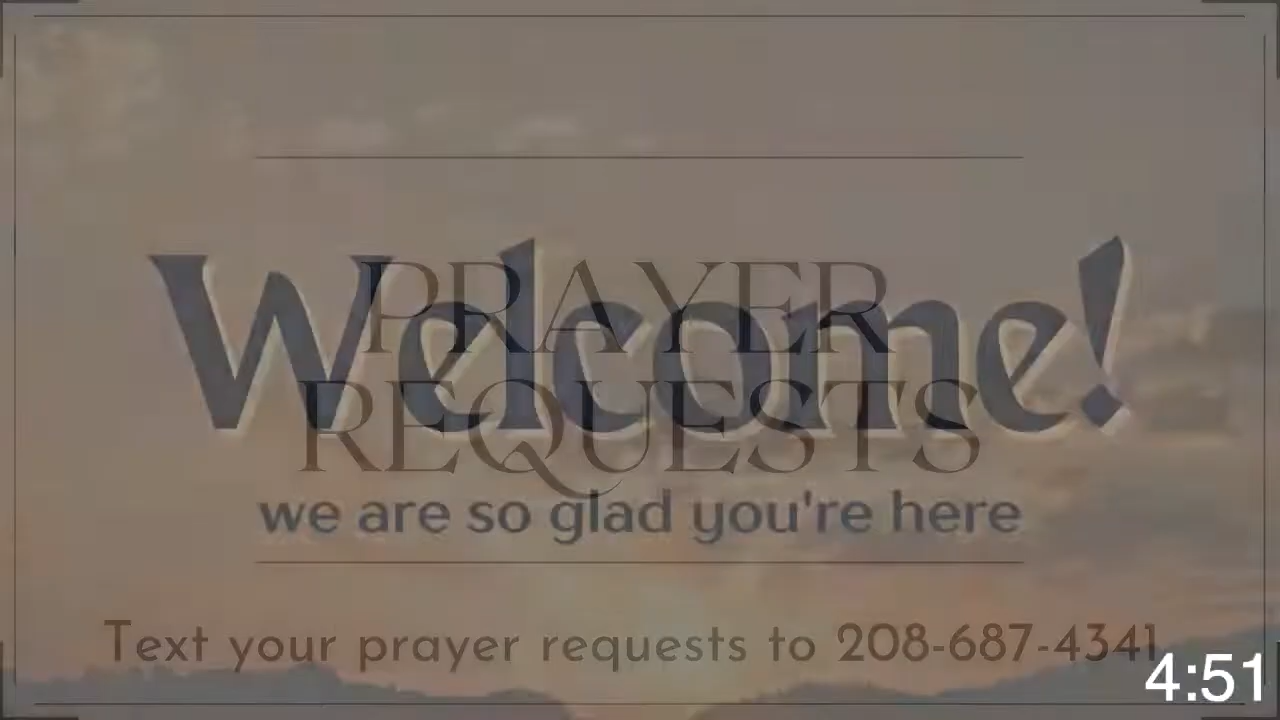 Welcome!
we are so glad you're here
PRAYER
REQUESTS
Text your prayer requests to 208-687-4341
4:51